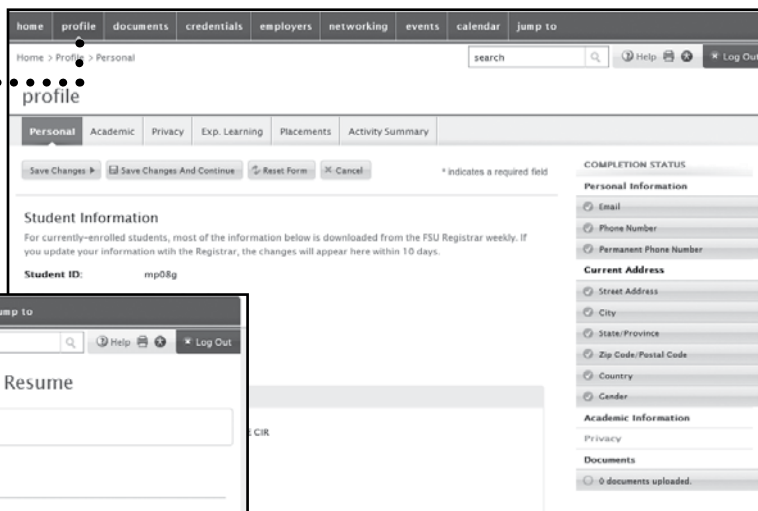 home profile documents credentials employers networking events calendar jump to
Home > Profile > Personal
search
Help
Log Out
profile
Personal Academic Privacy Exp. Learning Placements Activity Summary
Save Changes Save Changes And Continue Reset Form Cancel
* indicates a required field
Student Information
For currently-enrolled students, most of the information below is downloaded from the FSU Registrar weekly. If
you update your information wtih the Registrar, the changes will appear here within 10 days.
Student ID: mp08g
COMPLETION STATUS
Personal Information
Email
Phone Number
Permanent Phone Number
Current Address
Street Address
City
State/Province
Zip Code/Postal Code
Country
Gender
Academic Information
Privacy
Documents
0 documents uploaded.
CIR
to
Help
Log Out
Resume